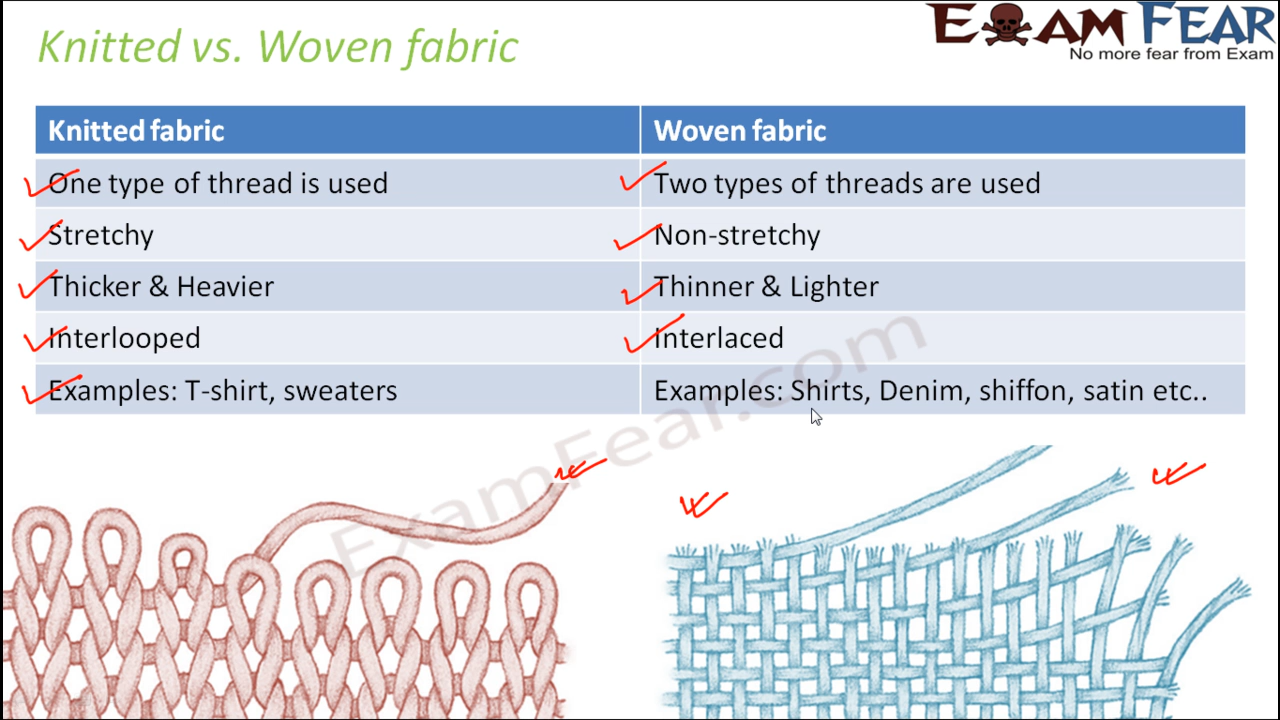 Knitted vs. Woven fabric
EXAM FEAR
No more fear from Exam
Knitted fabric Woven fabric
One type of thread is used Two types of threads are used
Stretchy Non-stretchy
Thicker & Heavier Thinner & Lighter
Interlooped Interlaced
Examples: T-shirt, sweaters Examples: Shirts, Denim, shiffon, satin etc..
ExamFear.com